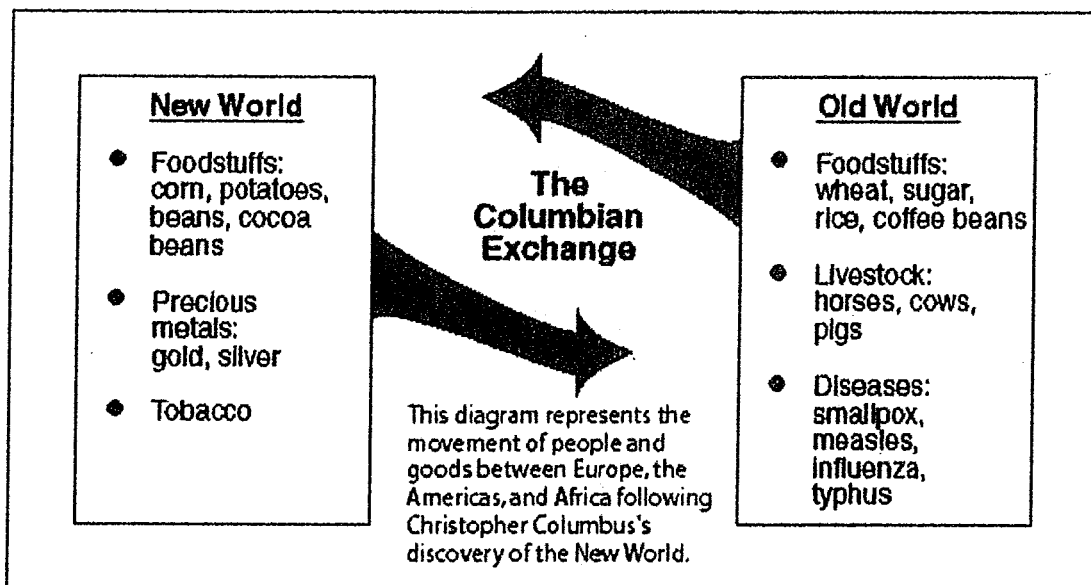 New World
● Foodstuffs:
corn, potatoes,
beans, cocoa
beans
● Precious
metals:
gold, silver
● Tobacco
The
Columbian
Exchange
This diagram represents the
movement of people and
goods between Europe, the
Americas, and Africa following
Christopher Columbus's
discovery of the New World.
Old World
● Foodstuffs:
wheat, sugar,
rice, coffee beans
● Livestock:
horses, cows,
pigs
● Diseases:
smallpox,
measles,
influenza,
typhus